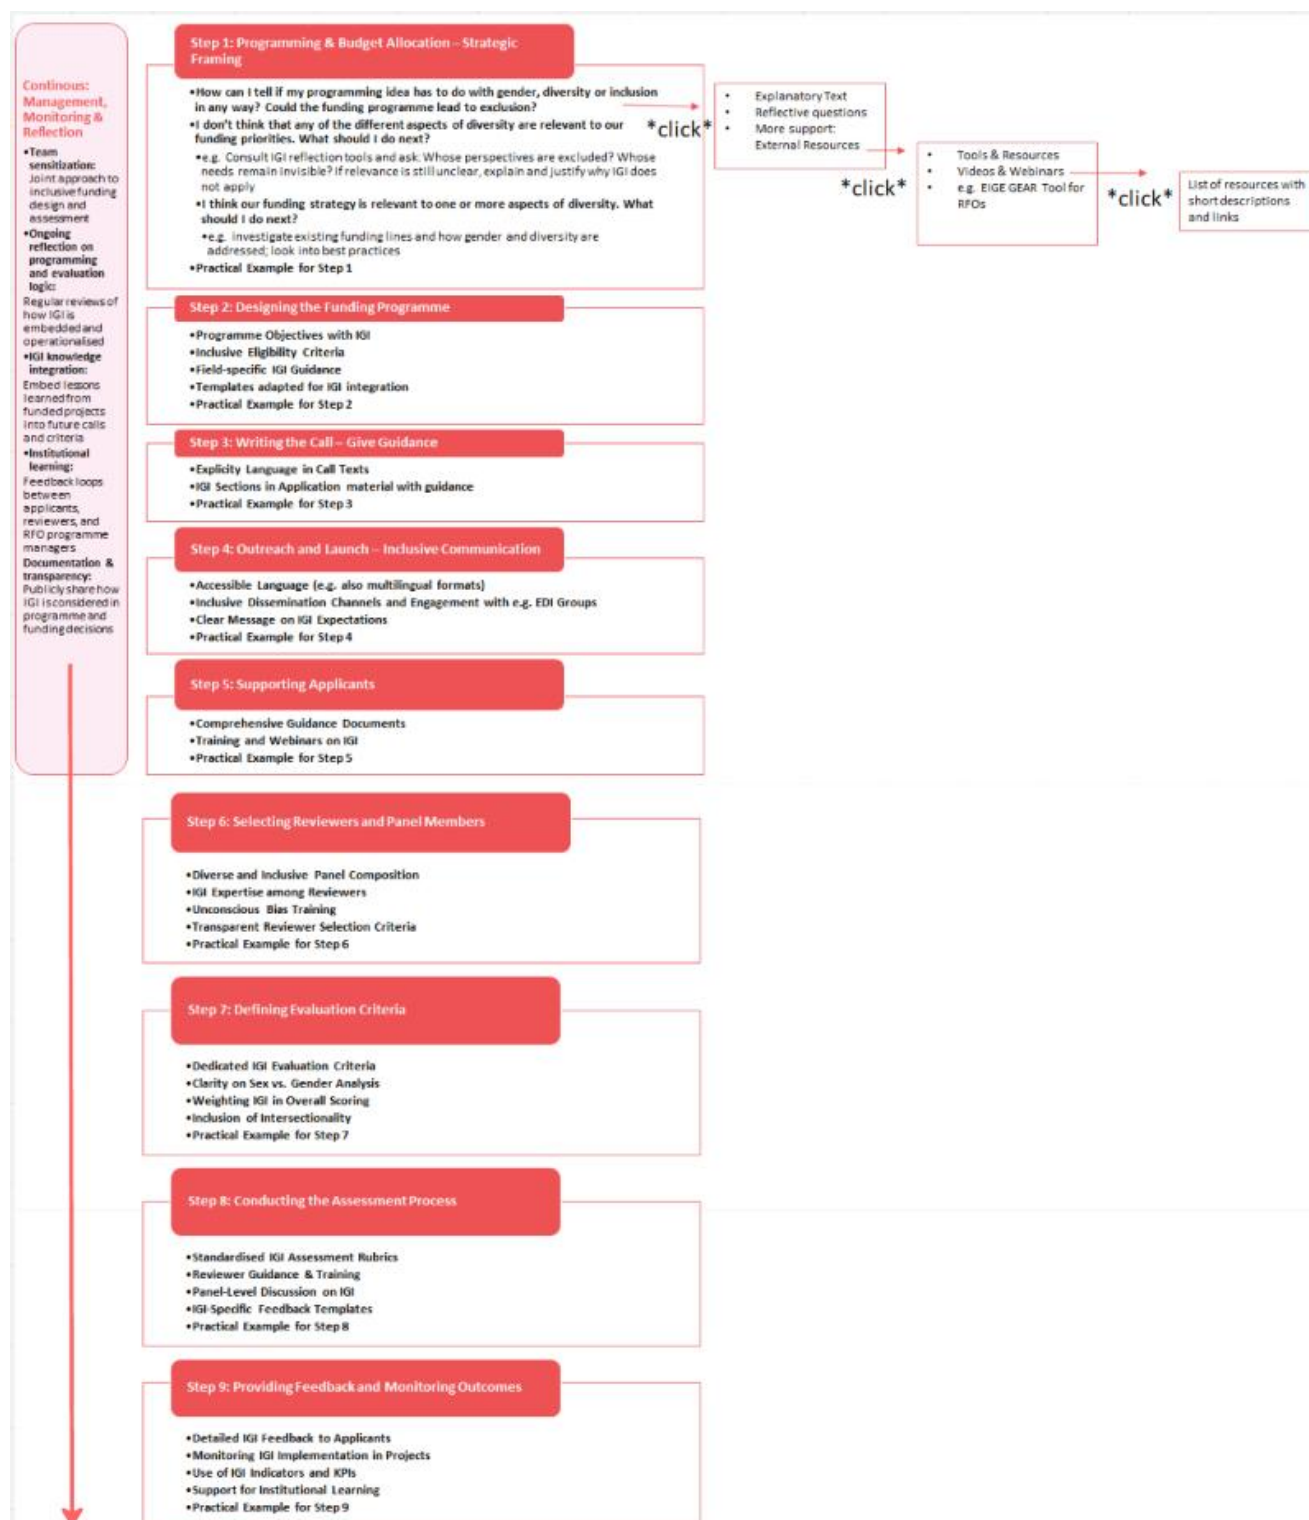 Continous:
Management,
Monitoring &
Reflection
•Team
sensitization:
Joint approach to
inclusive funding
design and
assessment
•Ongoing
reflection on
programming
and evaluation
logic:
Regular reviews of
how IGI is
embedded and
operationalised
•IGI knowledge
integration:
Embed lessons
learned from
funded projects
into future calls
and criteria
•Institutional
learning:
Feedback loops
between
applicants,
reviewers, and
RFO programme
managers
Documentation &
transparency:
Publicly share how
IGI is considered in
programme and
funding decisions
Step 1: Programming & Budget Allocation – Strategic
Framing
•How can I tell if my programming idea has to do with gender, diversity or inclusion
in any way? Could the funding programme lead to exclusion?
•I don't think that any of the different aspects of diversity are relevant to our
funding priorities. What should I do next?
•e.g. Consult IGI reflection tools and ask: Whose perspectives are excluded? Whose
needs remain invisible? If relevance is still unclear, explain and justify why IGI does
not apply
•I think our funding strategy is relevant to one or more aspects of diversity. What
should I do next?
•e.g. investigate existing funding lines and how gender and diversity are
addressed; look into best practices
•Practical Example for Step 1
*click*
• Explanatory Text
• Reflective questions
• More support:
External Resources
*click*
• Tools & Resources
• Videos & Webinars
• e.g. EIGE GEAR Tool for
RFOs
*click*
List of resources with
short descriptions
and links
Step 2: Designing the Funding Programme
•Programme Objectives with IGI
•Inclusive Eligibility Criteria
•Field-specific IGI Guidance
•Templates adapted for IGI integration
•Practical Example for Step 2
Step 3: Writing the Call – Give Guidance
•Explicity Language in Call Texts
•IGI Sections in Application material with guidance
•Practical Example for Step 3
Step 4: Outreach and Launch – Inclusive Communication
•Accessible Language (e.g. also multilingual formats)
•Inclusive Dissemination Channels and Engagement with e.g. EDI Groups
•Clear Message on IGI Expectations
•Practical Example for Step 4
Step 5: Supporting Applicants
•Comprehensive Guidance Documents
•Training and Webinars on IGI
•Practical Example for Step 5
Step 6: Selecting Reviewers and Panel Members
•Diverse and Inclusive Panel Composition
•IGI Expertise among Reviewers
•Unconscious Bias Training
•Transparent Reviewer Selection Criteria
•Practical Example for Step 6
Step 7: Defining Evaluation Criteria
•Dedicated IGI Evaluation Criteria
•Clarity on Sex vs. Gender Analysis
•Weighting IGI in Overall Scoring
•Inclusion of Intersectionality
•Practical Example for Step 7
Step 8: Conducting the Assessment Process
•Standardised IGI Assessment Rubrics
•Reviewer Guidance & Training
•Panel-Level Discussion on IGI
•IGI-Specific Feedback Templates
•Practical Example for Step 8
Step 9: Providing Feedback and Monitoring Outcomes
•Detailed IGI Feedback to Applicants
•Monitoring IGI Implementation in Projects
•Use of IGI Indicators and KPIs
•Support for Institutional Learning
•Practical Example for Step 9